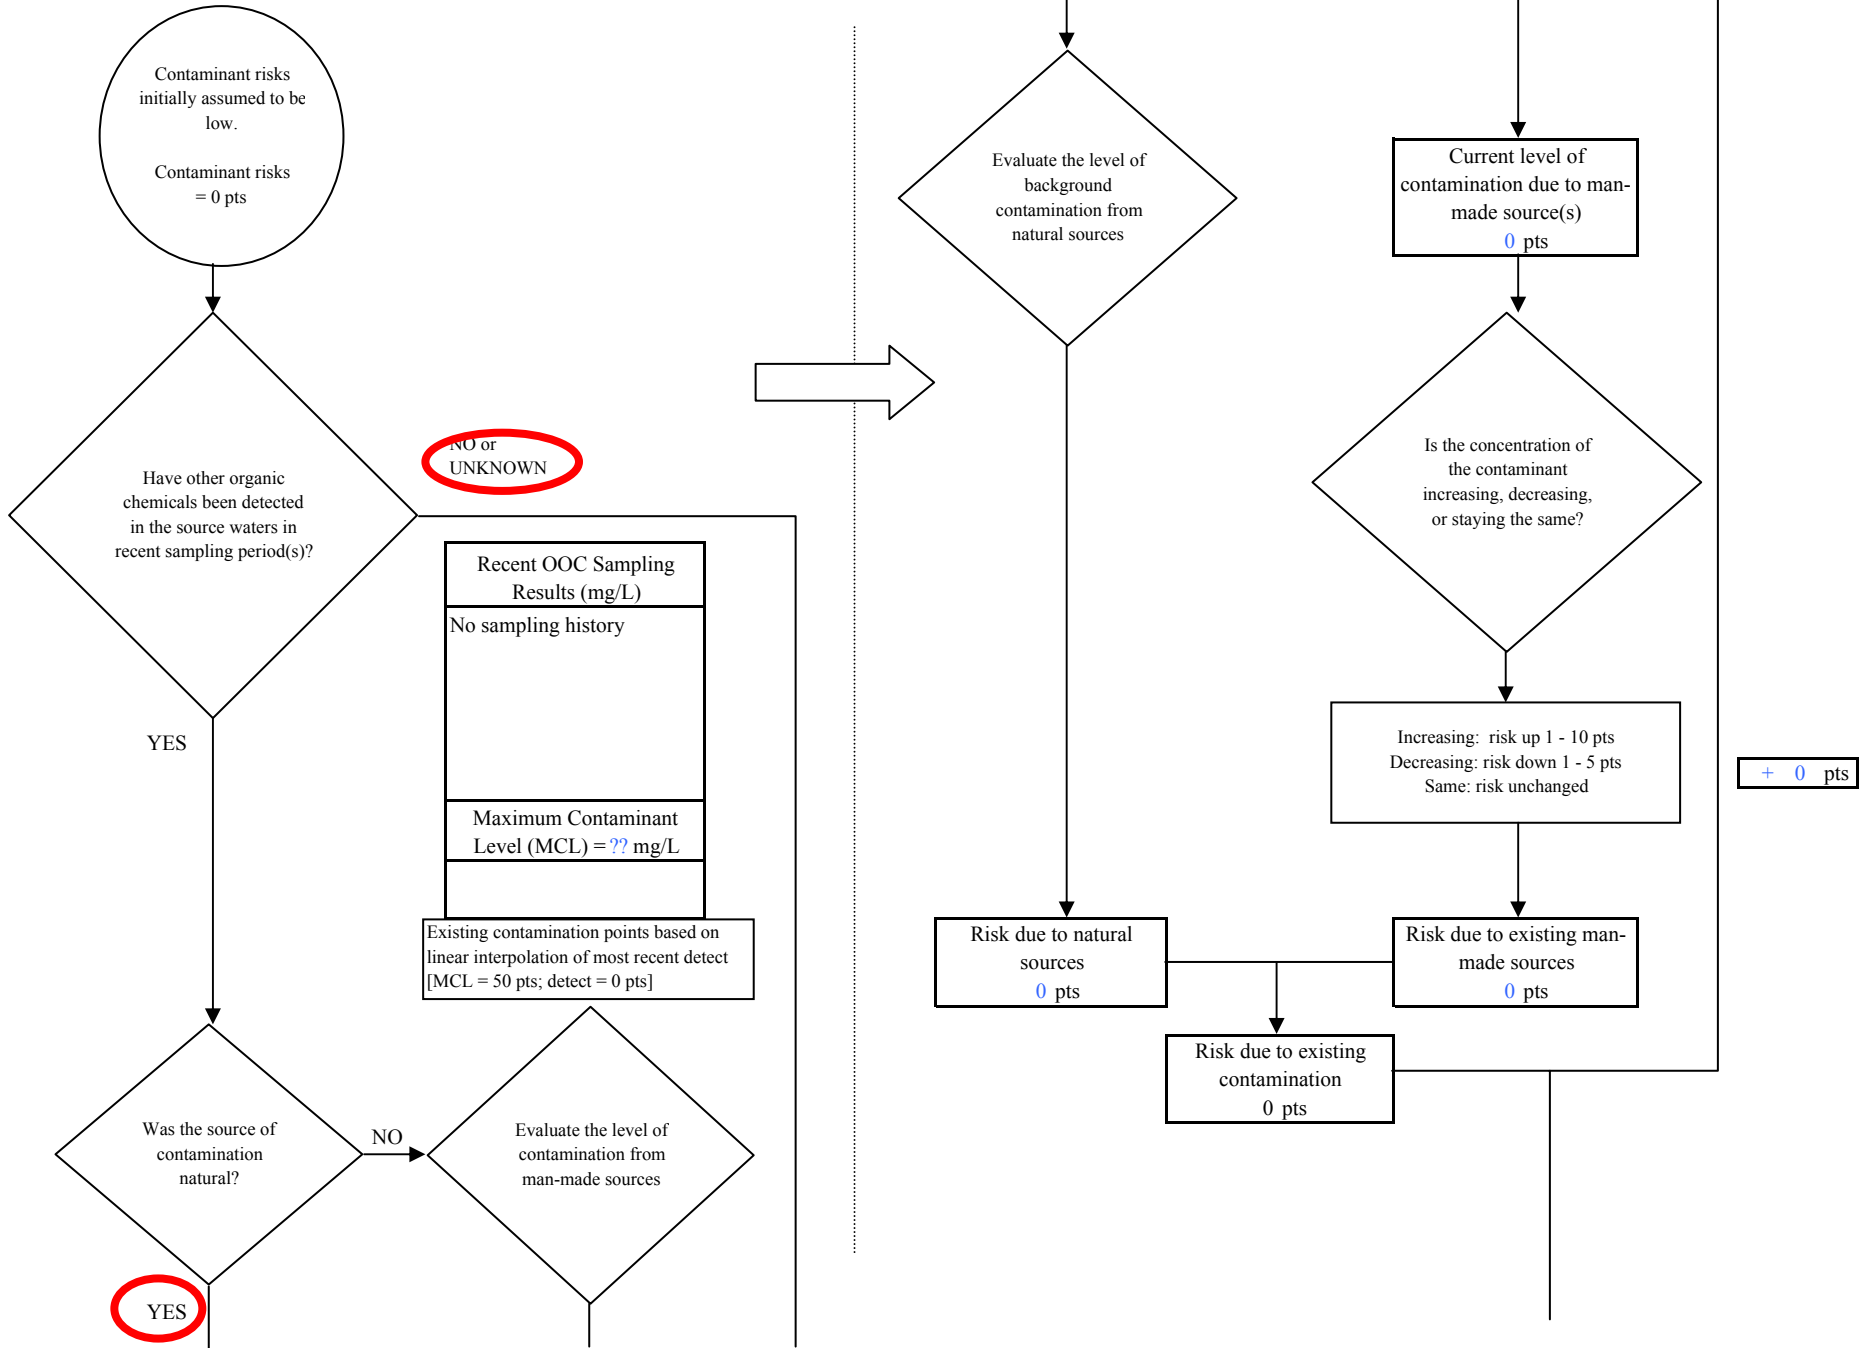 Contaminant risks
initially assumed to be
low.
Contaminant risks
= 0 pts
Have other organic
chemicals been detected
in the source waters in
recent sampling period(s)?
NO or
UNKNOWN
YES
Recent OOC Sampling
Results (mg/L)
No sampling history
Maximum Contaminant
Level (MCL) = ?? mg/L
Existing contamination points based on
linear interpolation of most recent detect
[MCL = 50 pts; detect = 0 pts]
Was the source of
contamination
natural?
NO
Evaluate the level of
contamination from
man-made sources
YES
Evaluate the level of
background
contamination from
natural sources
Current level of
contamination due to man-
made source(s)
0 pts
Is the concentration of
the contaminant
increasing, decreasing,
or staying the same?
Increasing: risk up 1 - 10 pts
Decreasing: risk down 1 - 5 pts
Same: risk unchanged
+ 0 pts
Risk due to natural
sources
0 pts
Risk due to existing man-
made sources
0 pts
Risk due to existing
contamination
0 pts